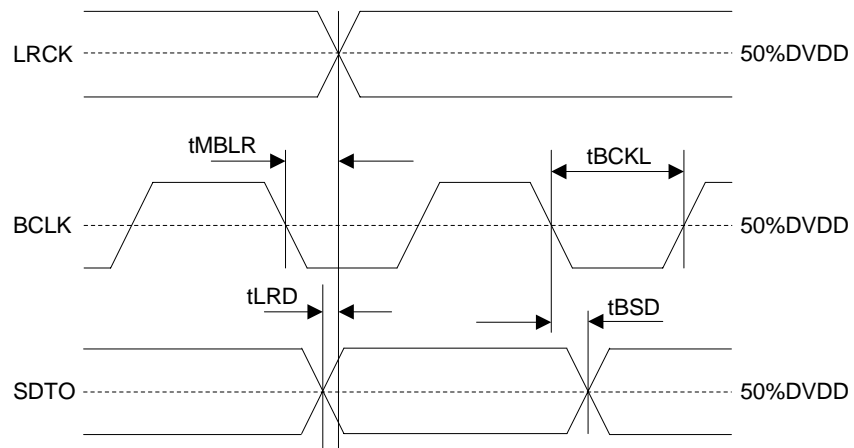 LRCK 50%DVDD
tMBLR tBCKL
BCLK 50%DVDD
tLRD tBSD
SDTO 50%DVDD